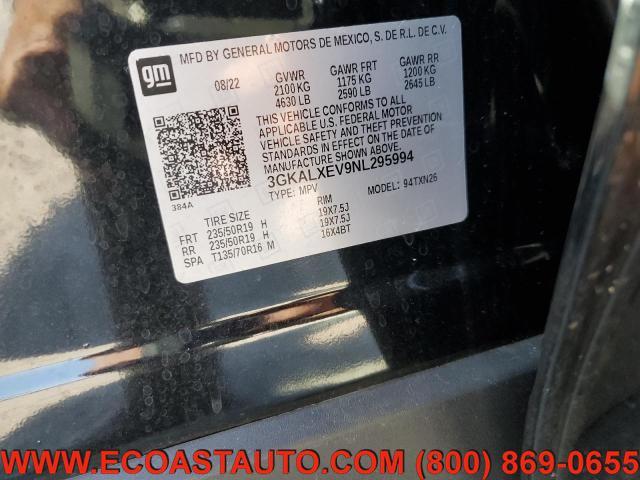 MFD BY GENERAL MOTORS DE MEXICO, S. DE R.L. DE C.V.
gm
08/22
GVWR GAWR FRT GAWR RR
2100 KG 1175 KG 1200 KG
4630 LB 2590 LB 2645 LB
THIS VEHICLE CONFORMS TO ALL
APPLICABLE U.S. FEDERAL MOTOR
VEHICLE SAFETY AND THEFT PREVENTION
STANDARDS IN EFFECT ON THE DATE OF
MANUFACTURE SHOWN ABOVE.
3GKALXEV9NL295994
384A
TYPE: MPV MODEL: 94TXN26
TIRE SIZE RIM
FRT 235/50R19 H 19X7.5J
RR 235/50R19 H 19X7.5J
SPA T135/70R16 M 16X4BT
WWW.ECOASTAUTO.COM (800) 869-0655